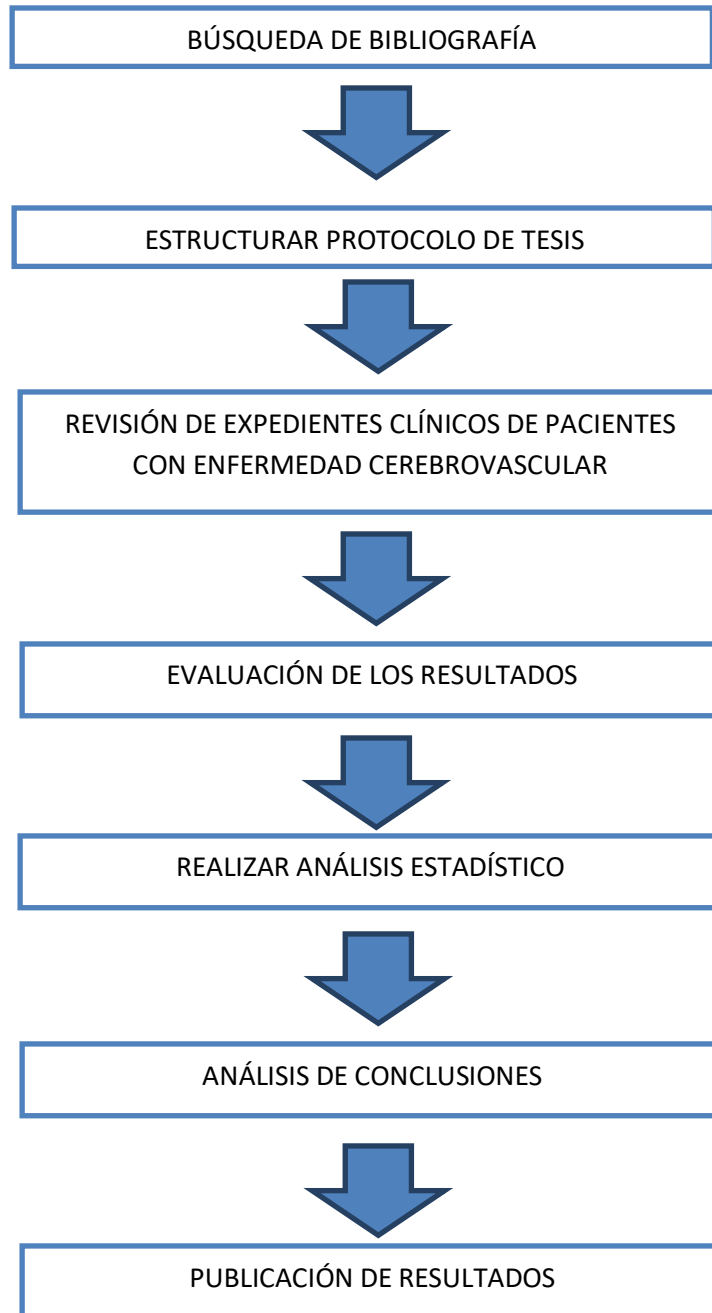 BÚSQUEDA DE BIBLIOGRAFÍA
ESTRUCTURAR PROTOCOLO DE TESIS
REVISIÓN DE EXPEDIENTES CLÍNICOS DE PACIENTES
CON ENFERMEDAD CEREBROVASCULAR
EVALUACIÓN DE LOS RESULTADOS
REALIZAR ANÁLISIS ESTADÍSTICO
ANÁLISIS DE CONCLUSIONES
PUBLICACIÓN DE RESULTADOS